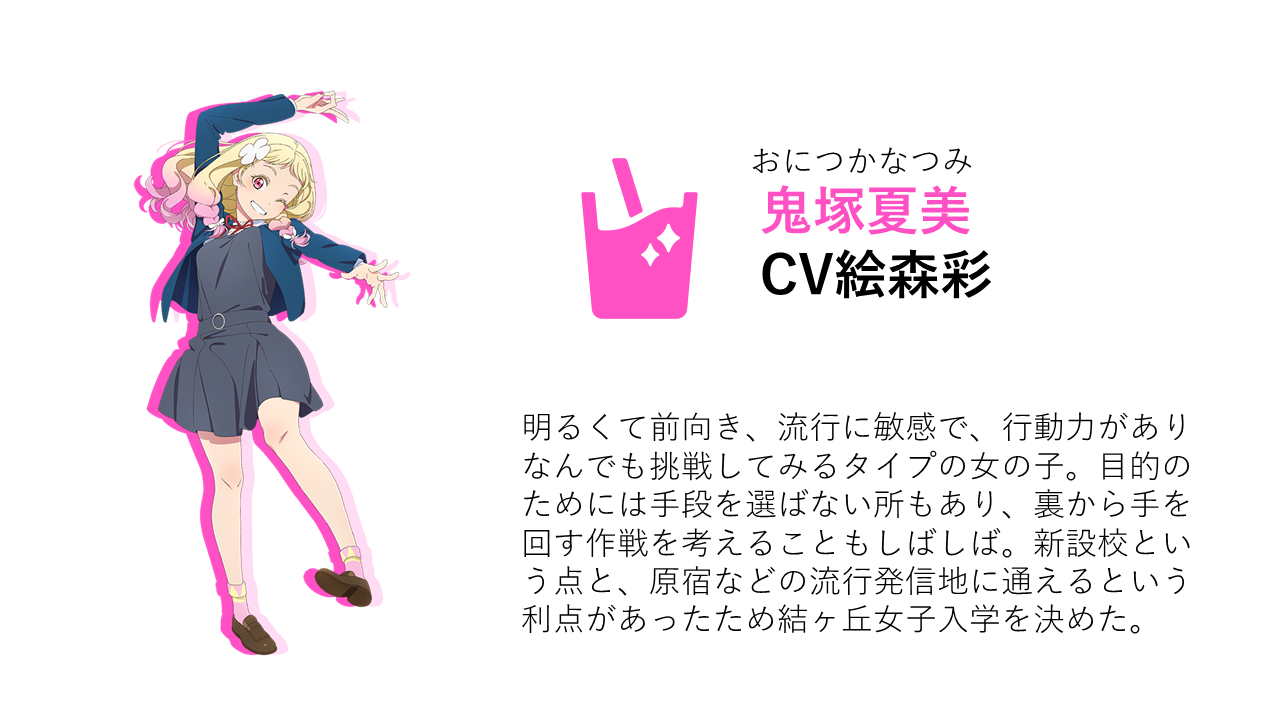 おにつかなつみ
鬼塚夏美
CV絵森彩
明るくて前向き、流行に敏感で、行動力があり
なんでも挑戦してみるタイプの女の子。目的の
ためには手段を選ばない所もあり、裏から手を
回す作戦を考えることもしばしば。新設校とい
う点と、原宿などの流行発信地に通えるという
利点があったため結ヶ丘女子入学を決めた。